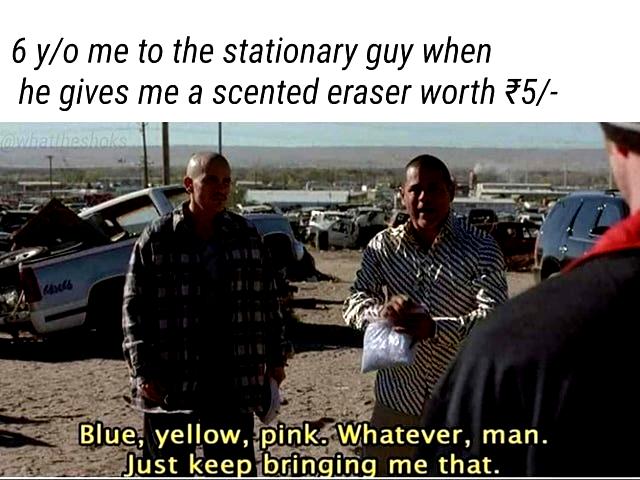 6 y/o me to the stationary guy when
he gives me a scented eraser worth ₹5/-
@whattheshoks
Blue, yellow, pink. Whatever, man.
Just keep bringing me that.